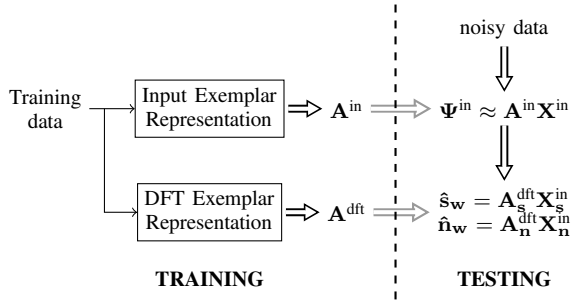 noisy data
Training
data
Input Exemplar
Representation
A^in
Ψ^in ≈ A^in X^in
DFT Exemplar
Representation
A^dft
ŝ_w = A_s^dft X_s^in
n̂_w = A_n^dft X_n^in
TRAINING
TESTING